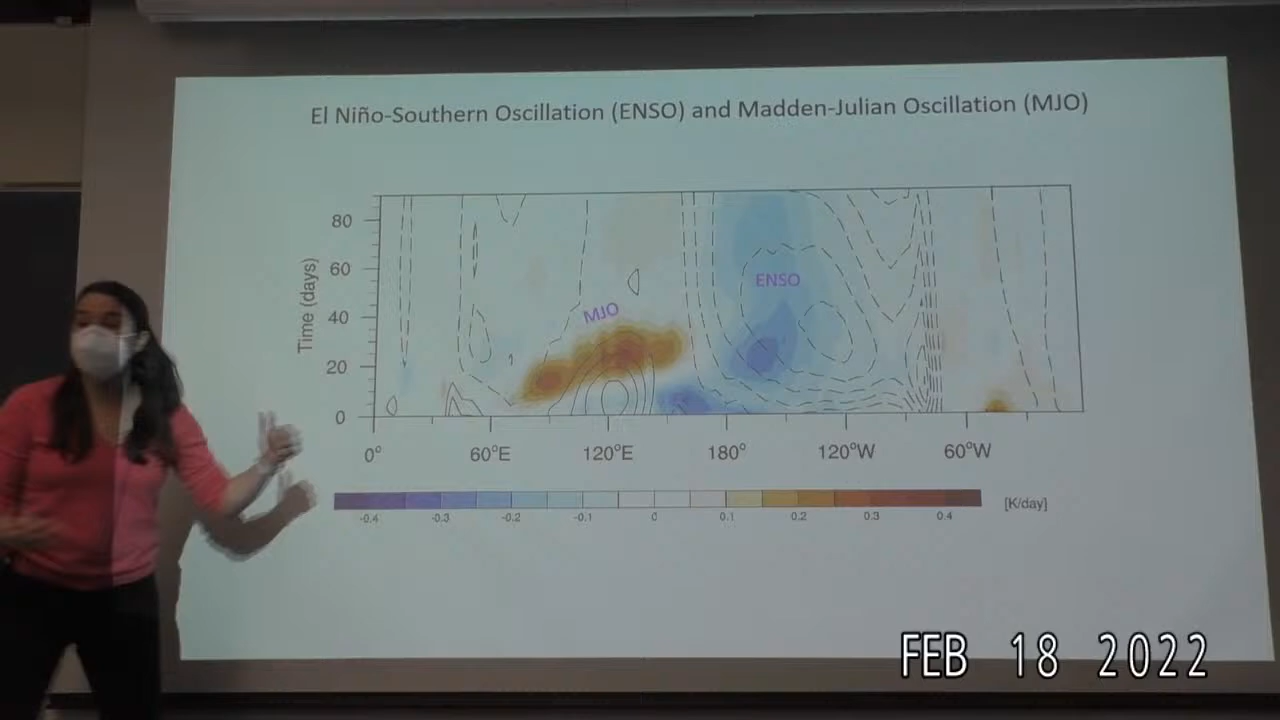 El Niño-Southern Oscillation (ENSO) and Madden-Julian Oscillation (MJO)
80
60
40
20
0
Time (days)
MJO
ENSO
0° 60°E 120°E 180° 120°W 60°W
-0.4 -0.3 -0.2 -0.1 0 0.1 0.2 0.3 0.4 [K/day]
FEB 18 2022